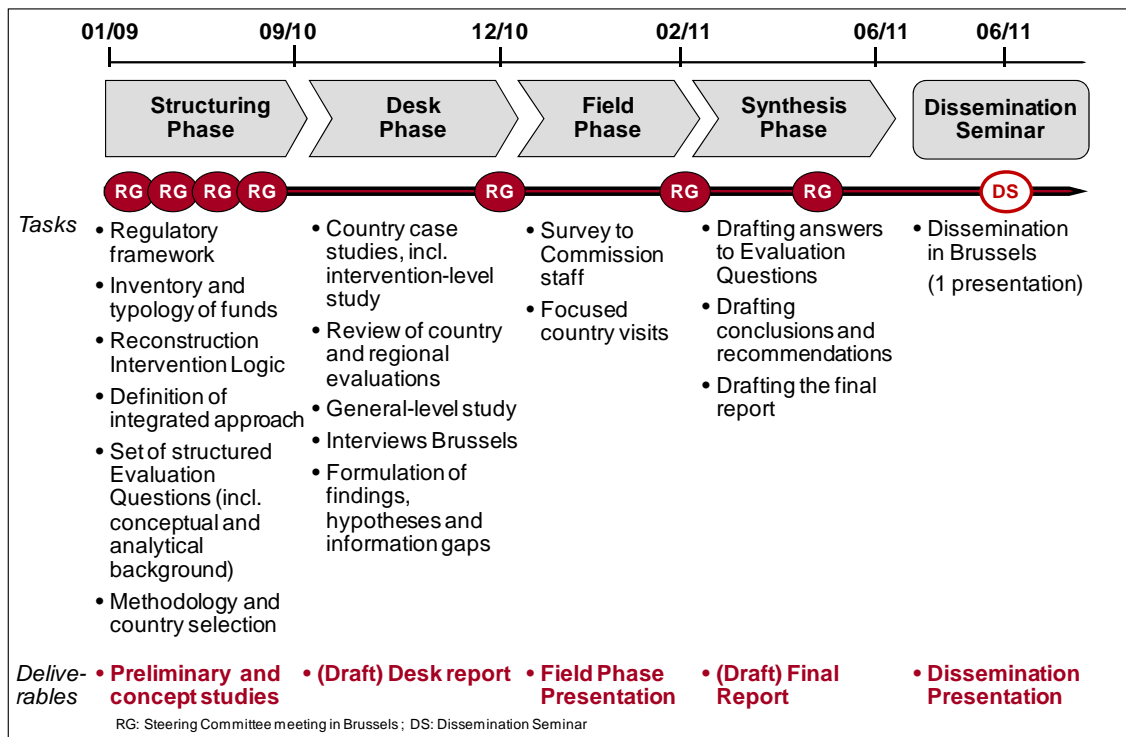 01/09 09/10 12/10 02/11 06/11 06/11
Structuring
Phase
Desk
Phase
Field
Phase
Synthesis
Phase
Dissemination
Seminar
RG RG RG RG RG RG RG DS
Tasks
• Regulatory
framework
• Inventory and
typology of funds
• Reconstruction
Intervention Logic
• Definition of
integrated approach
• Set of structured
Evaluation
Questions (incl.
conceptual and
analytical
background)
• Methodology and
country selection
• Country case
studies, incl.
intervention-level
study
• Review of country
and regional
evaluations
• General-level study
• Interviews Brussels
• Formulation of
findings,
hypotheses and
information gaps
• Survey to
Commission
staff
• Focused
country visits
• Drafting answers
to Evaluation
Questions
• Drafting
conclusions and
recommendations
• Drafting the final
report
• Dissemination
in Brussels
(1 presentation)
Delive-
rables
• Preliminary and
concept studies
• (Draft) Desk report
• Field Phase
Presentation
• (Draft) Final
Report
• Dissemination
Presentation
RG: Steering Committee meeting in Brussels ; DS: Dissemination Seminar